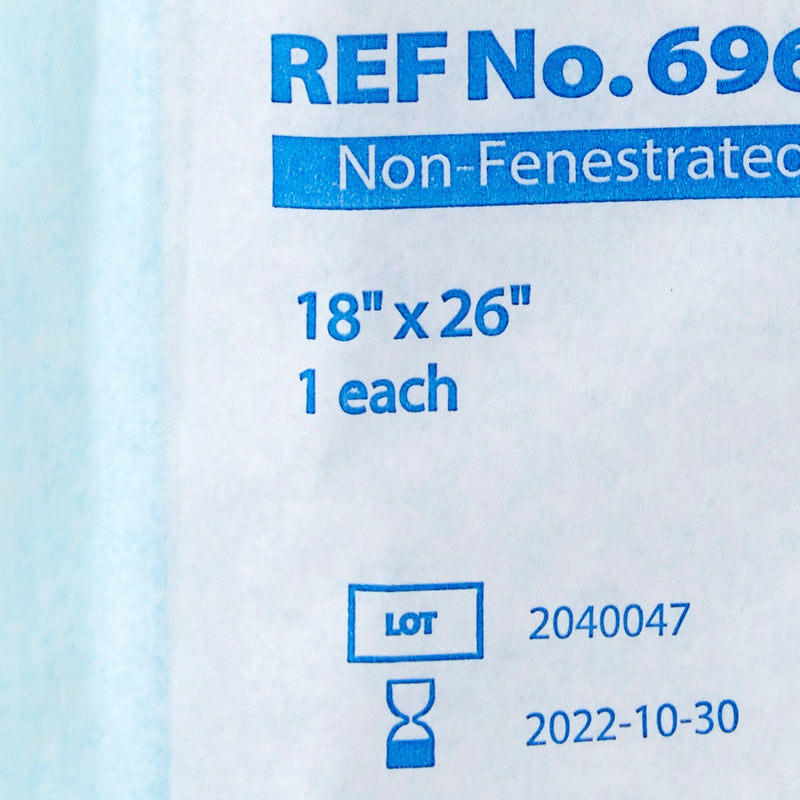 REF No. 696
Non-Fenestrated
18" x 26"
1 each
LOT 2040047
2022-10-30